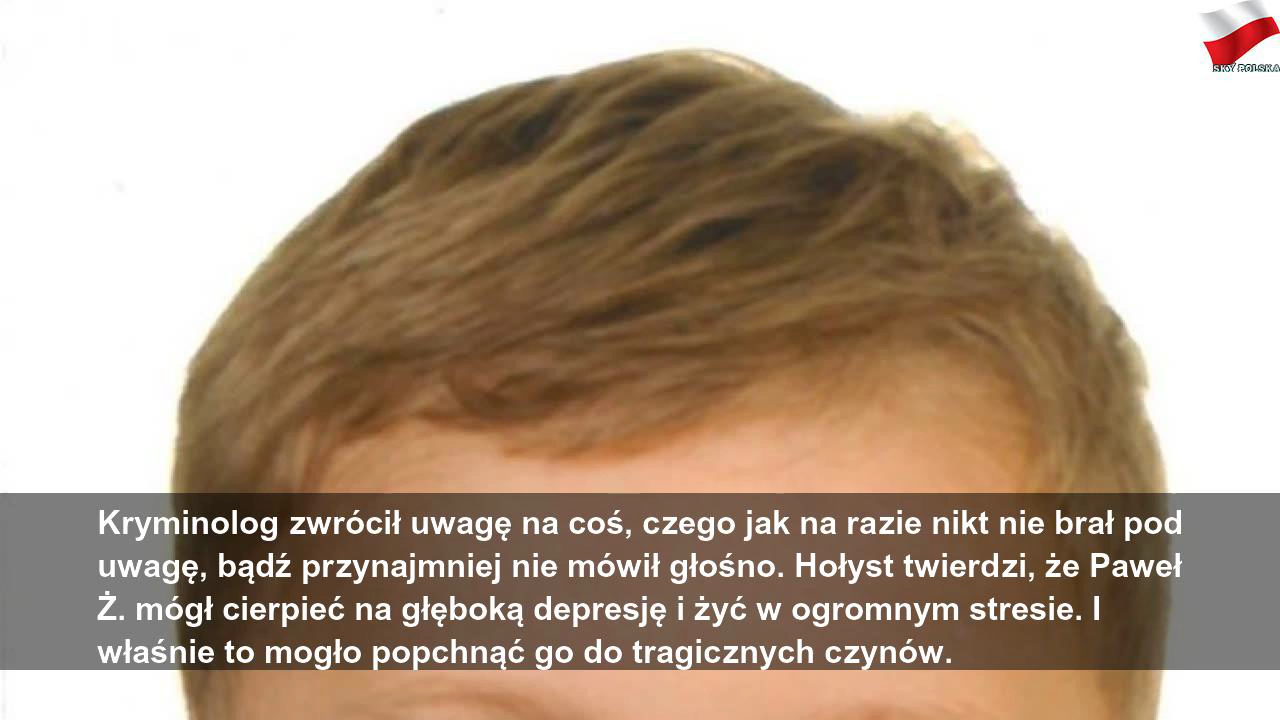 SKY POLSKA
Kryminolog zwrócił uwagę na coś, czego jak na razie nikt nie brał pod
uwagę, bądź przynajmniej nie mówił głośno. Hołyst twierdzi, że Paweł
Ż. mógł cierpieć na głęboką depresję i żyć w ogromnym stresie. I
właśnie to mogło popchnąć go do tragicznych czynów.